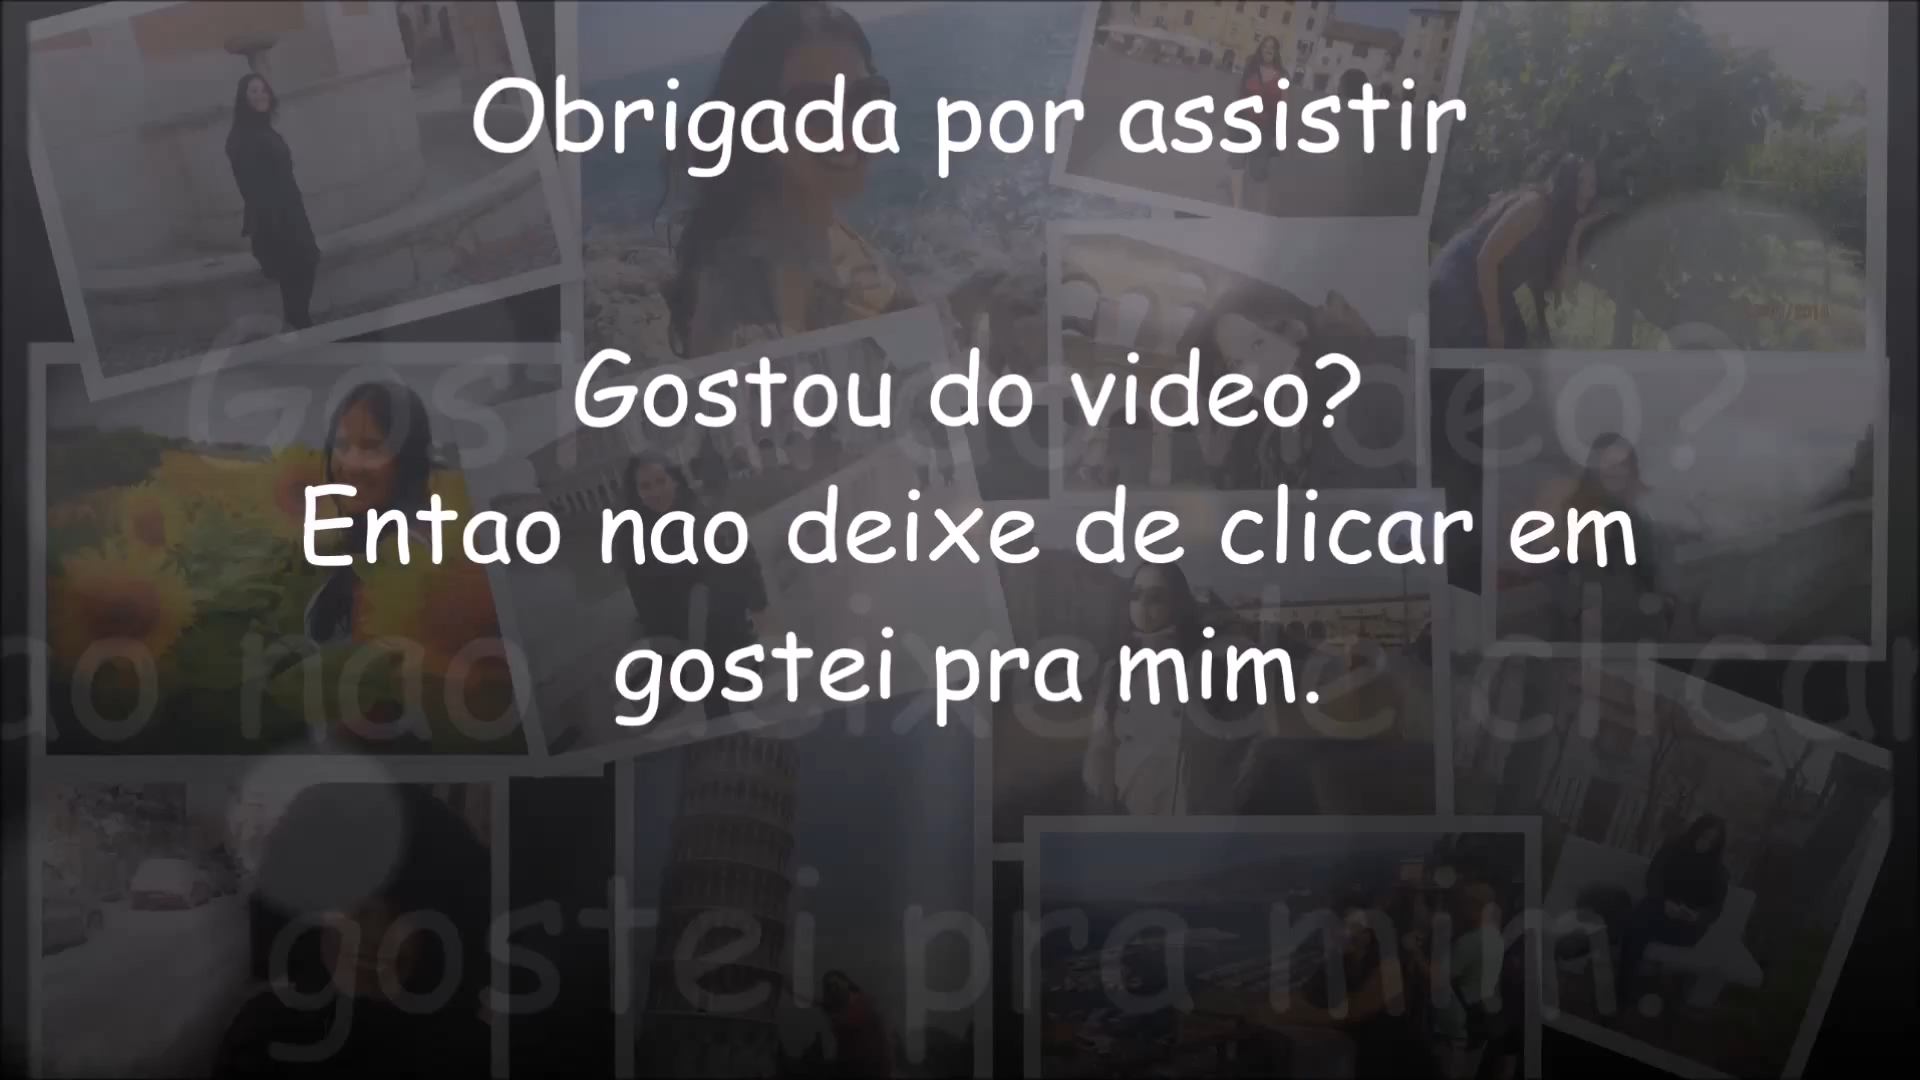 Obrigada por assistir
Gostou do video?
Entao nao deixe de clicar em
gostei pra mim.